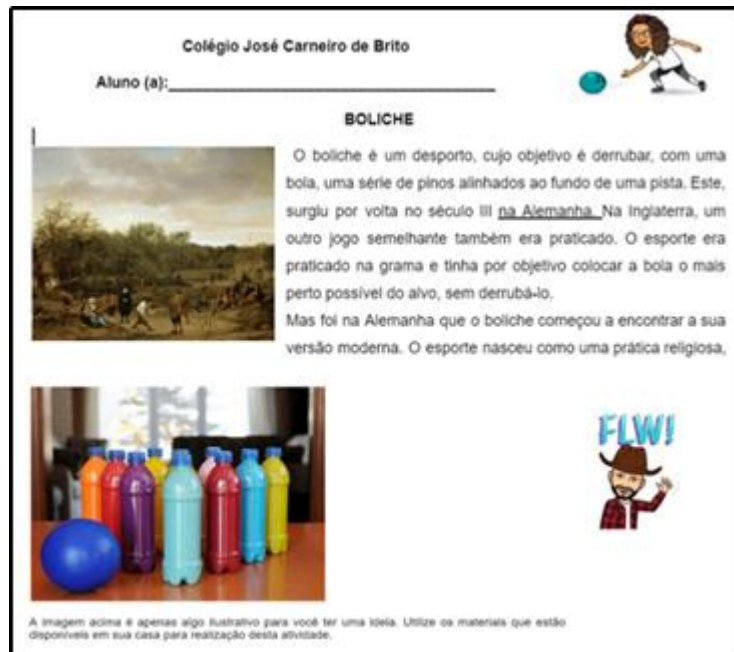 Colégio José Carneiro de Brito
Aluno (a):________________________________________
BOLICHE
O boliche é um desporto, cujo objetivo é derrubar, com uma
bola, uma série de pinos alinhados ao fundo de uma pista. Este,
surgiu por volta no século III na Alemanha. Na Inglaterra, um
outro jogo semelhante também era praticado. O esporte era
praticado na grama e tinha por objetivo colocar a bola o mais
perto possível do alvo, sem derrubá-lo.
Mas foi na Alemanha que o boliche começou a encontrar a sua
versão moderna. O esporte nasceu como uma prática religiosa,
FLW!
A imagem acima é apenas algo ilustrativo para você ter uma ideia. Utilize os materiais que estão
disponíveis em sua casa para realização desta atividade.